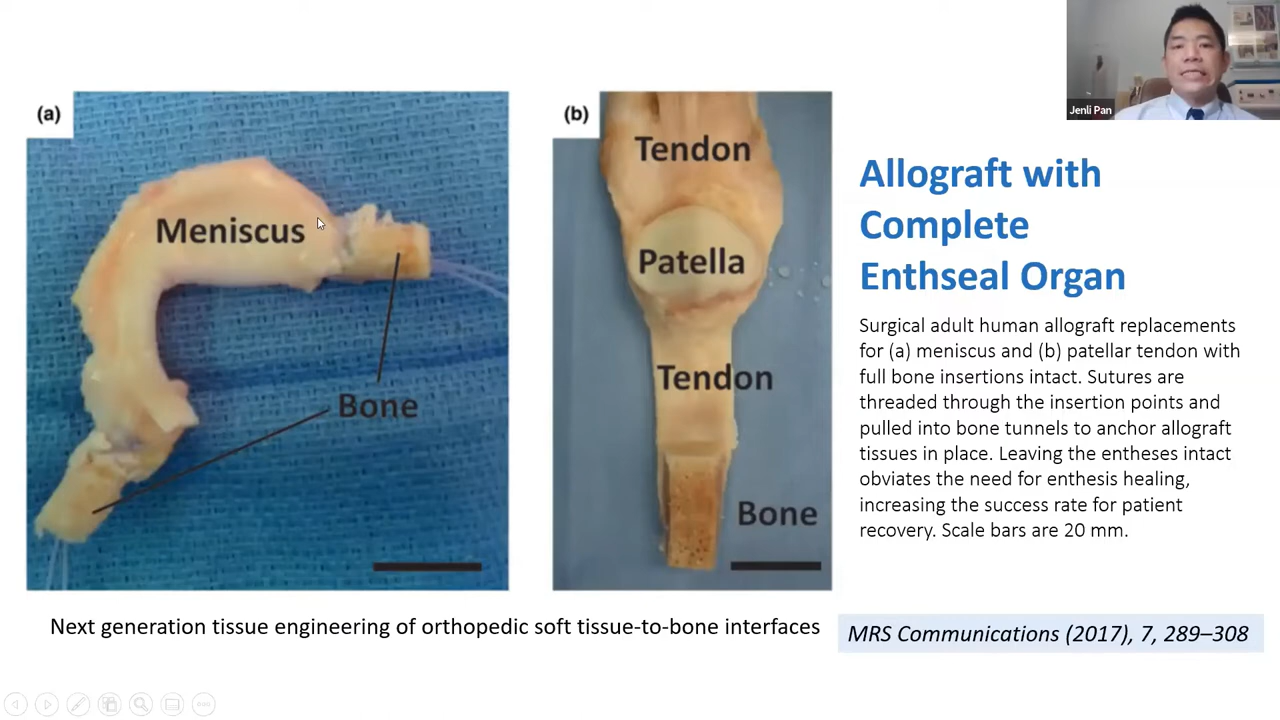 Jenli Pan
(a)
Meniscus
Bone
(b)
Tendon
Patella
Tendon
Bone
Allograft with
Complete
Enthseal Organ
Surgical adult human allograft replacements
for (a) meniscus and (b) patellar tendon with
full bone insertions intact. Sutures are
threaded through the insertion points and
pulled into bone tunnels to anchor allograft
tissues in place. Leaving the entheses intact
obviates the need for enthesis healing,
increasing the success rate for patient
recovery. Scale bars are 20 mm.
Next generation tissue engineering of orthopedic soft tissue-to-bone interfaces
MRS Communications (2017), 7, 289–308